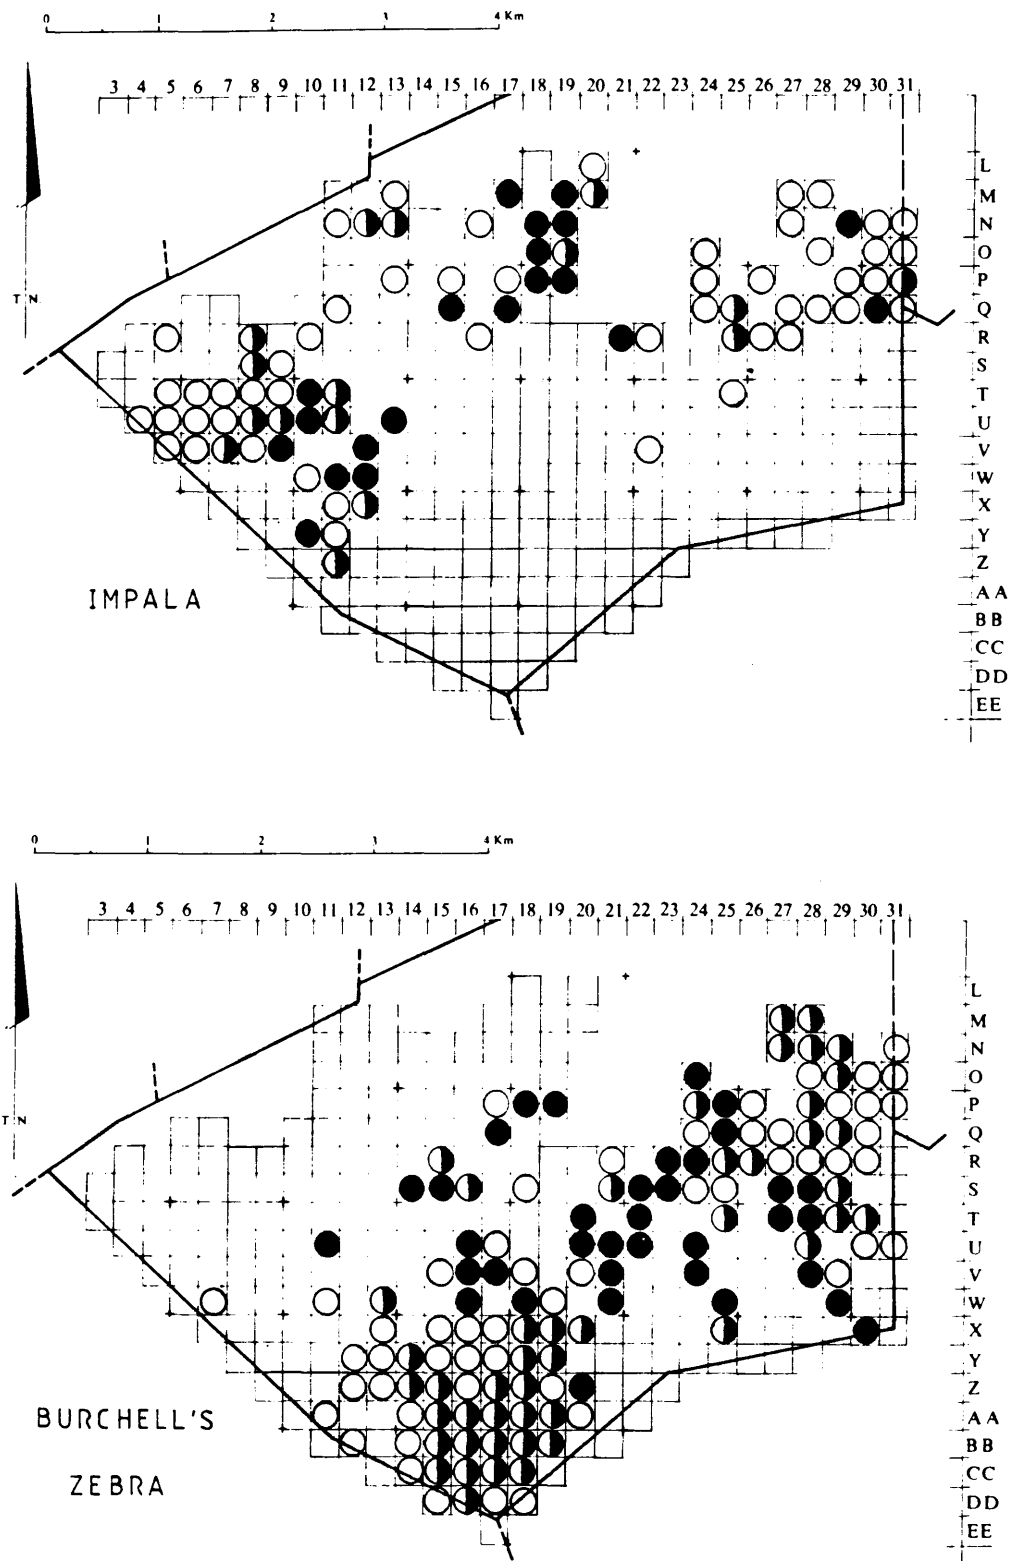 0 1 2 3 4 Km
3 4 5 6 7 8 9 10 11 12 13 14 15 16 17 18 19 20 21 22 23 24 25 26 27 28 29 30 31
L
M
N
O
P
T N.
Q
R
S
T
U
V
W
X
Y
Z
IMPALA
AA
BB
CC
DD
EE
0 1 2 3 4 Km
3 4 5 6 7 8 9 10 11 12 13 14 15 16 17 18 19 20 21 22 23 24 25 26 27 28 29 30 31
L
M
N
O
P
T N
Q
R
S
T
U
V
W
X
Y
Z
BURCHELL'S
AA
BB
CC
ZEBRA
DD
EE